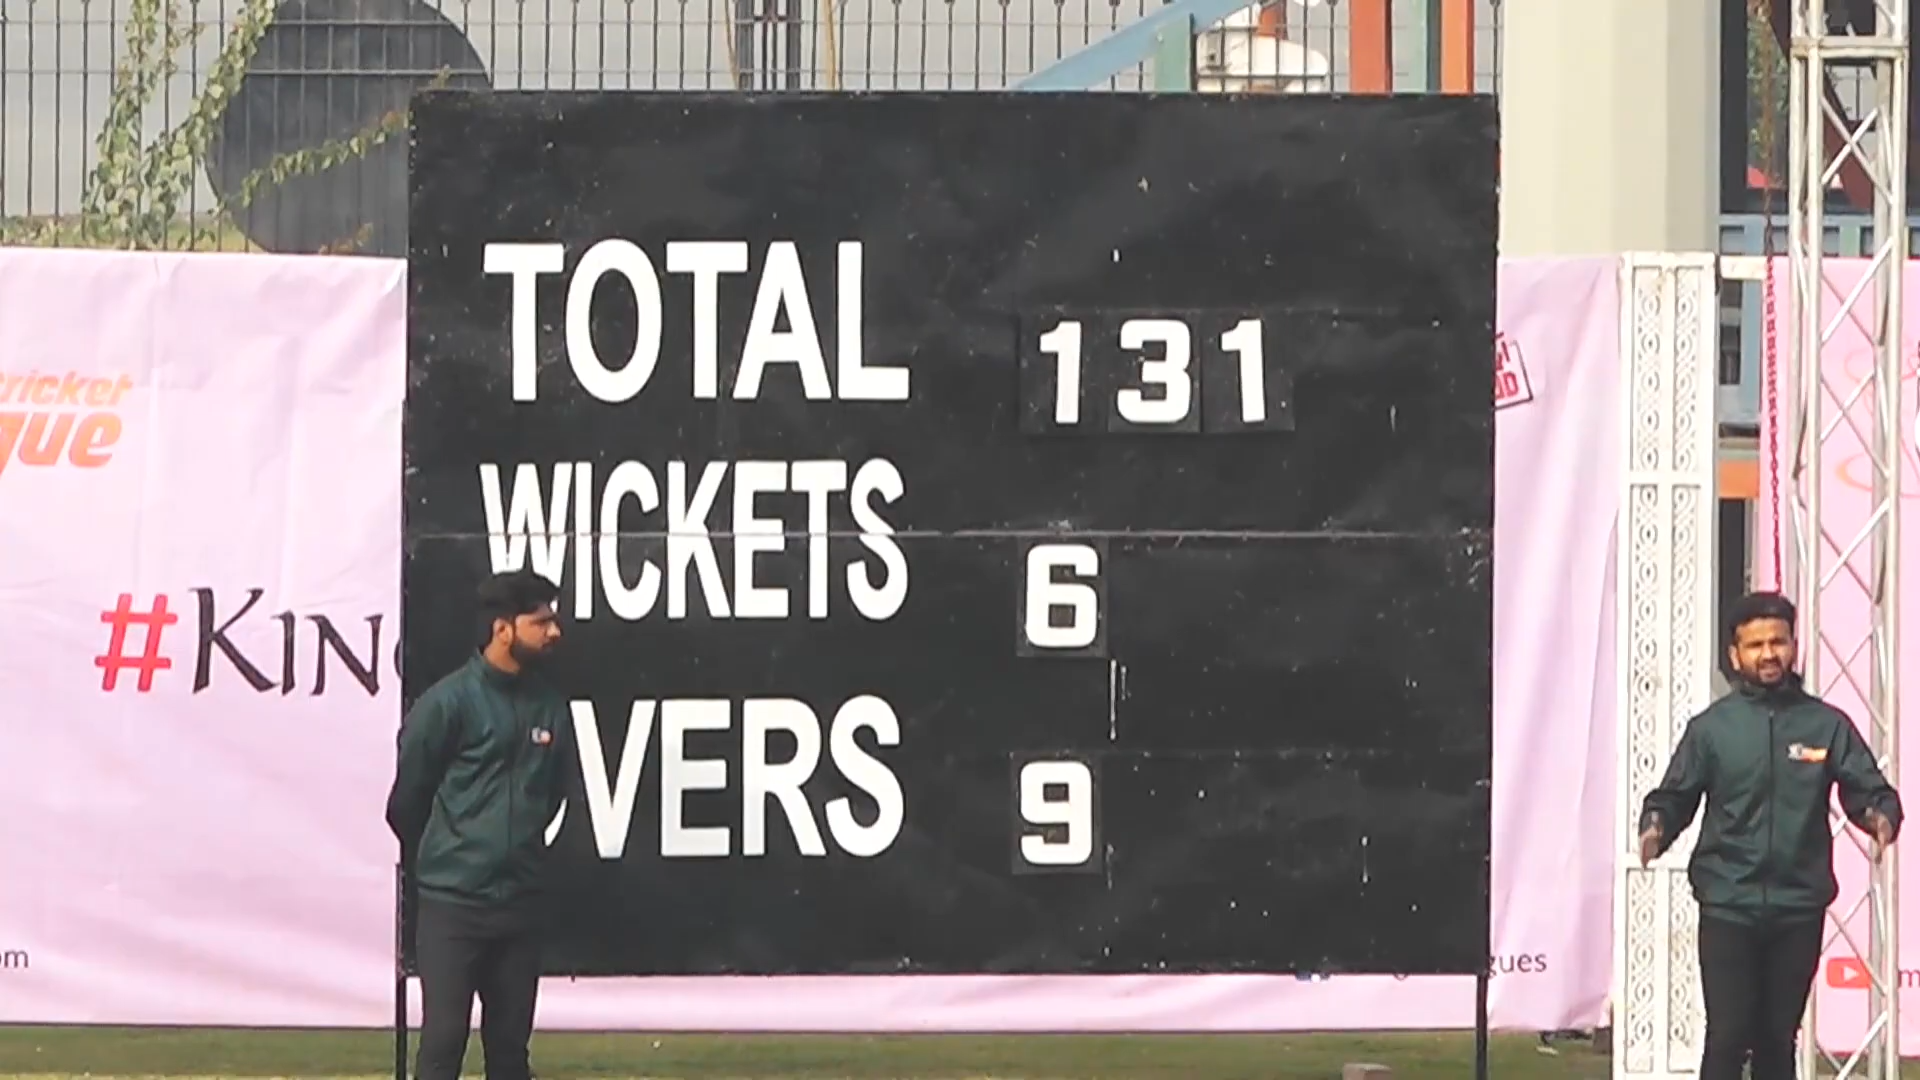 TOTAL 131
WICKETS 6
VERS 9
cricket
gue
#KIN
om
gues